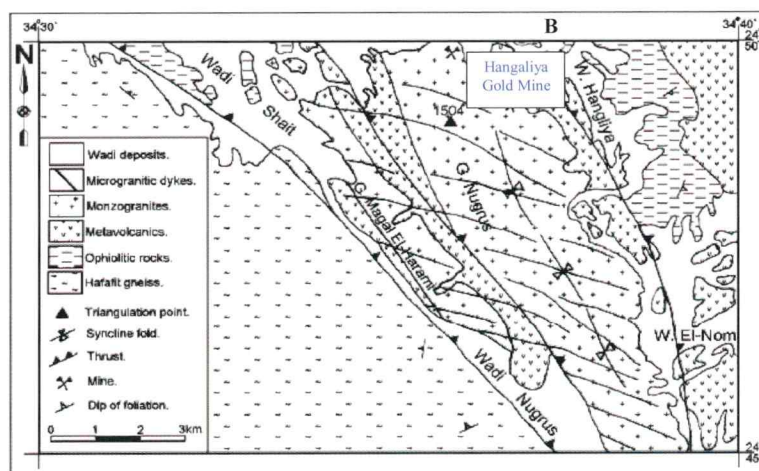 B
34°30'
34°40'
24°
50'
N
Wadi
Shait
Hangaliya
Gold Mine
W. Hangliya
1504
G. Nugrus
G. Magal El-Harami
Wadi deposits.
Microgranitic dykes.
Monzogranites.
Metavolcanics.
Ophiolitic rocks.
Hafafit gneiss.
Triangulation point.
Syncline fold.
Thrust.
Mine.
Dip of foliation.
0 1 2 3km
W. El-Nom
Wadi
Nugrus
24°
45'